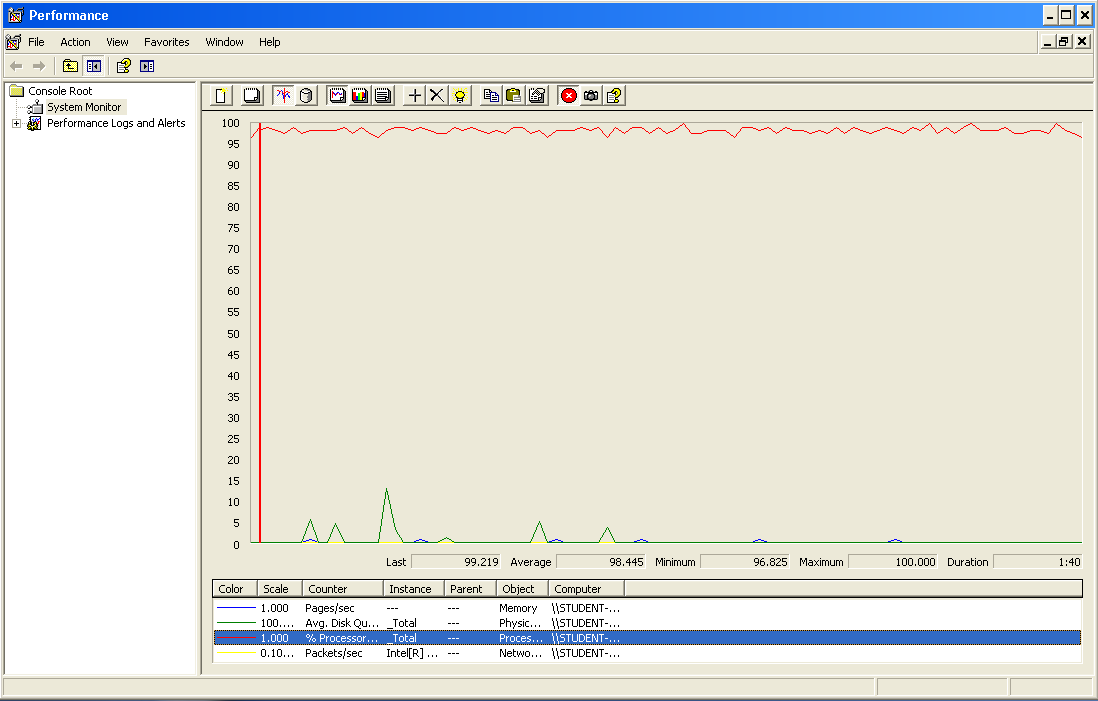 Performance
File Action View Favorites Window Help
Console Root
System Monitor
Performance Logs and Alerts
100
95
90
85
80
75
70
65
60
55
50
45
40
35
30
25
20
15
10
5
0
Last 99.219 Average 98.445 Minimum 96.825 Maximum 100.000 Duration 1:40
Color Scale Counter Instance Parent Object Computer
1.000 Pages/sec --- --- Memory \\STUDENT-...
100.... Avg. Disk Qu... _Total --- Physic... \\STUDENT-...
1.000 % Processor... _Total --- Proces... \\STUDENT-...
0.10... Packets/sec Intel[R] ... --- Netwo... \\STUDENT-...